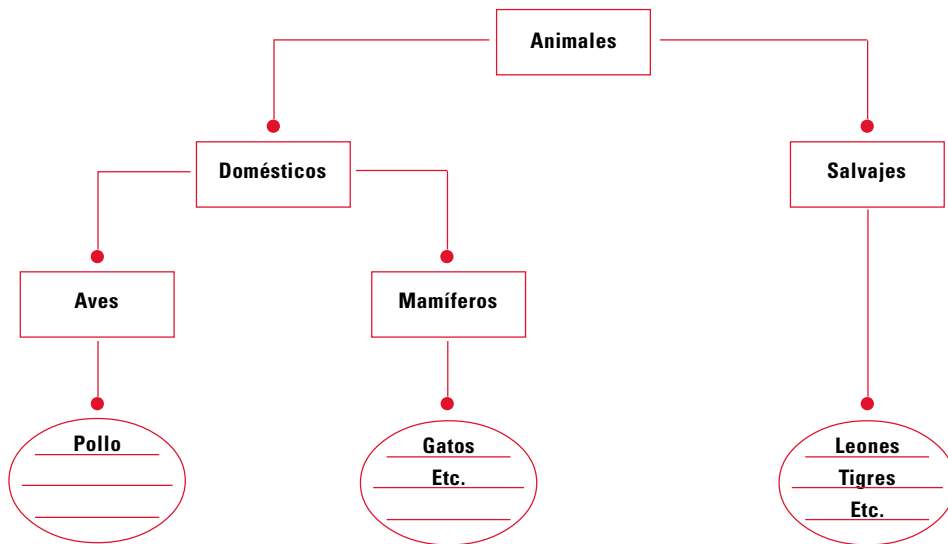 Animales
Domésticos
Salvajes
Aves
Mamíferos
Pollo
Gatos
Etc.
Leones
Tigres
Etc.